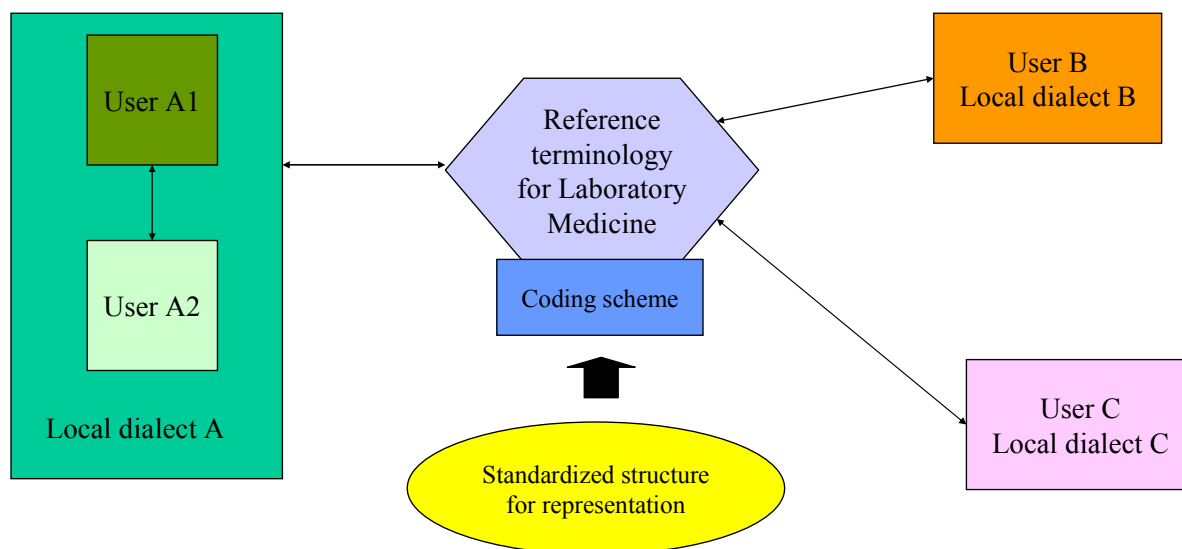 User A1
User A2
Local dialect A
Reference
terminology
for Laboratory
Medicine
Coding scheme
Standardized structure
for representation
User B
Local dialect B
User C
Local dialect C